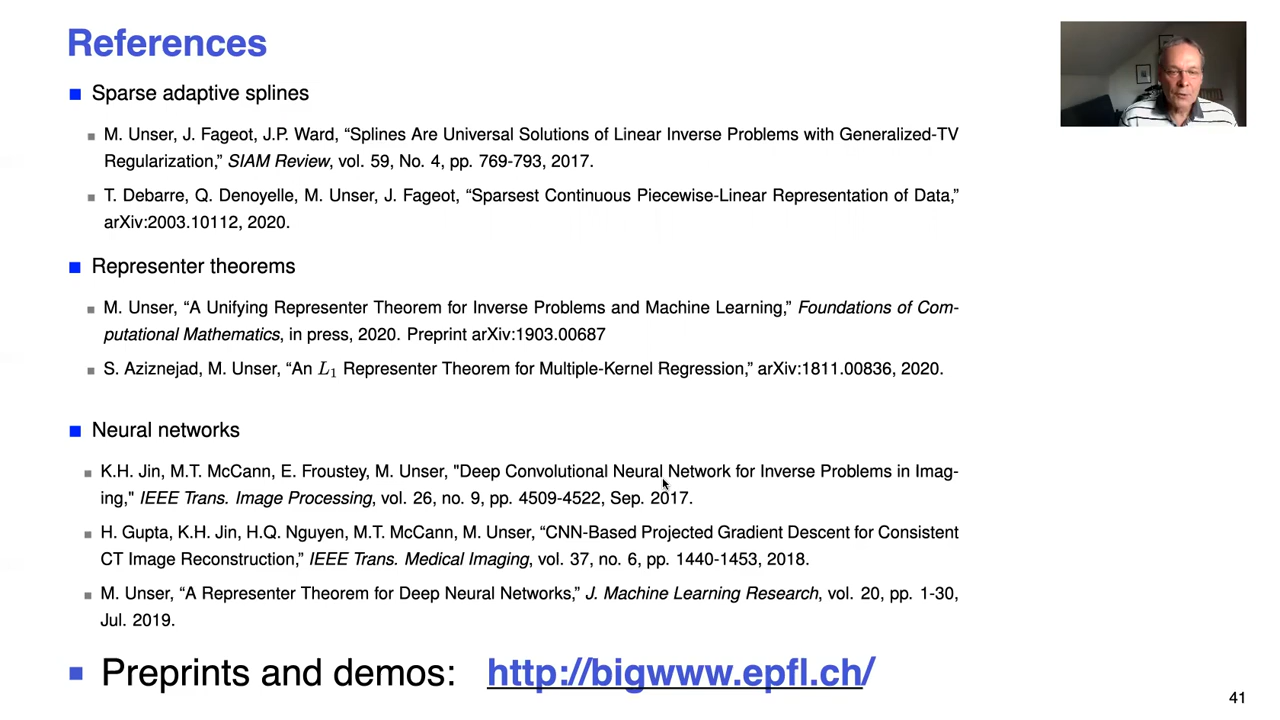 References
Sparse adaptive splines
M. Unser, J. Fageot, J.P. Ward, “Splines Are Universal Solutions of Linear Inverse Problems with Generalized-TV
Regularization,” SIAM Review, vol. 59, No. 4, pp. 769-793, 2017.
T. Debarre, Q. Denoyelle, M. Unser, J. Fageot, “Sparsest Continuous Piecewise-Linear Representation of Data,”
arXiv:2003.10112, 2020.
Representer theorems
M. Unser, “A Unifying Representer Theorem for Inverse Problems and Machine Learning,” Foundations of Com-
putational Mathematics, in press, 2020. Preprint arXiv:1903.00687
S. Aziznejad, M. Unser, “An L₁ Representer Theorem for Multiple-Kernel Regression,” arXiv:1811.00836, 2020.
Neural networks
K.H. Jin, M.T. McCann, E. Froustey, M. Unser, "Deep Convolutional Neural Network for Inverse Problems in Imag-
ing," IEEE Trans. Image Processing, vol. 26, no. 9, pp. 4509-4522, Sep. 2017.
H. Gupta, K.H. Jin, H.Q. Nguyen, M.T. McCann, M. Unser, “CNN-Based Projected Gradient Descent for Consistent
CT Image Reconstruction,” IEEE Trans. Medical Imaging, vol. 37, no. 6, pp. 1440-1453, 2018.
M. Unser, “A Representer Theorem for Deep Neural Networks,” J. Machine Learning Research, vol. 20, pp. 1-30,
Jul. 2019.
Preprints and demos: http://bigwww.epfl.ch/
41